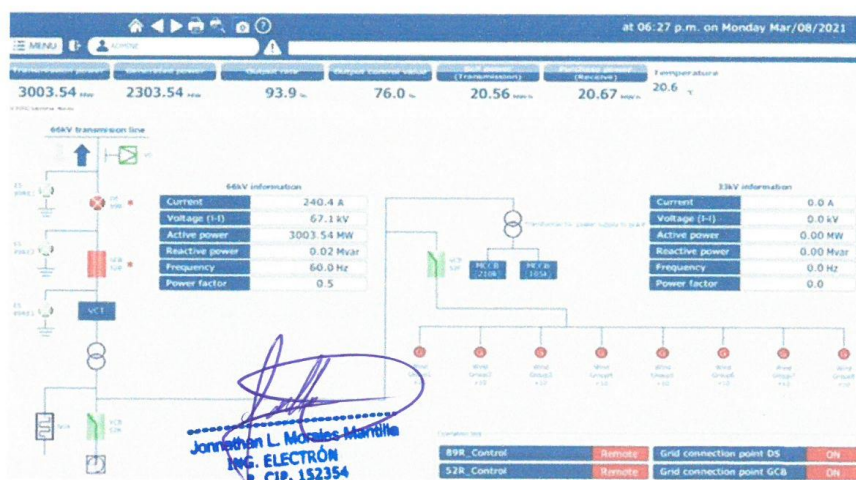 at 06:27 p.m. on Monday Mar/08/2021
MENU
ADMINE
Transmission power
Generated power
Output rate
Output control value
Sell power
(Transmission)
Purchase power
(Receive)
Temperature
3003.54 MW
2303.54 MW
93.9 %
76.0 %
20.56 MWh
20.67 MWh
20.6 °C
66kV transmision line
66kV information
Current 240.4 A
Voltage (l-l) 67.1 kV
Active power 3003.54 MW
Reactive power 0.02 Mvar
Frequency 60.0 Hz
Power factor 0.5
33kV information
Current 0.0 A
Voltage (l-l) 0.0 kV
Active power 0.00 MW
Reactive power 0.00 Mvar
Frequency 0.0 Hz
Power factor 0.0
VCT
MCCB
MCCB
G G G G G G G G
Jonnathan L. Morales Mantilla
ING. ELECTRÓN
CIP. 152354
89R_Control Remote
Grid connection point DS ON
52R_Control Remote
Grid connection point GCB ON